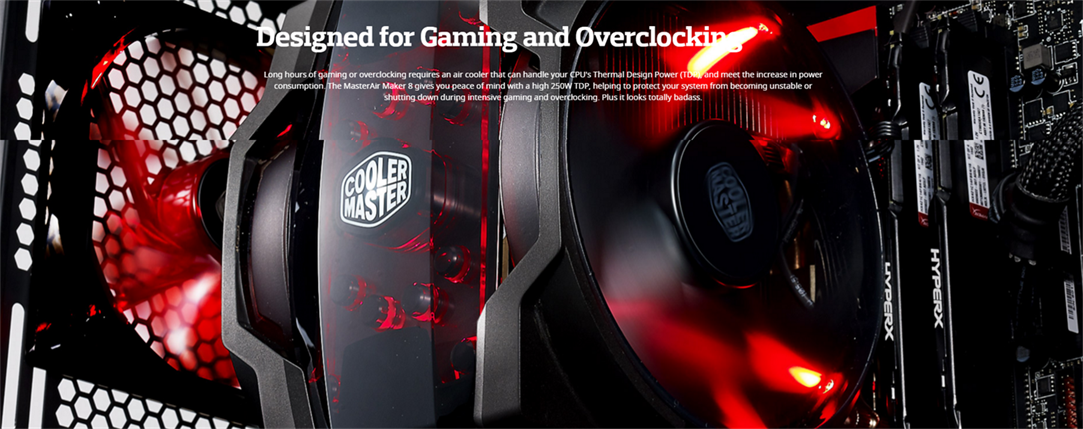 Designed for Gaming and Overclocking
Long hours of gaming or overclocking requires an air cooler that can handle your CPU's Thermal Design Power (TDP) and meet the increase in power
consumption. The MasterAir Maker 8 gives you peace of mind with a high 250W TDP, helping to protect your system from becoming unstable or
shutting down during intensive gaming and overclocking. Plus it looks totally badass.
COOLER
MASTER
COOLER
MASTER
HYPERX
HYPERX